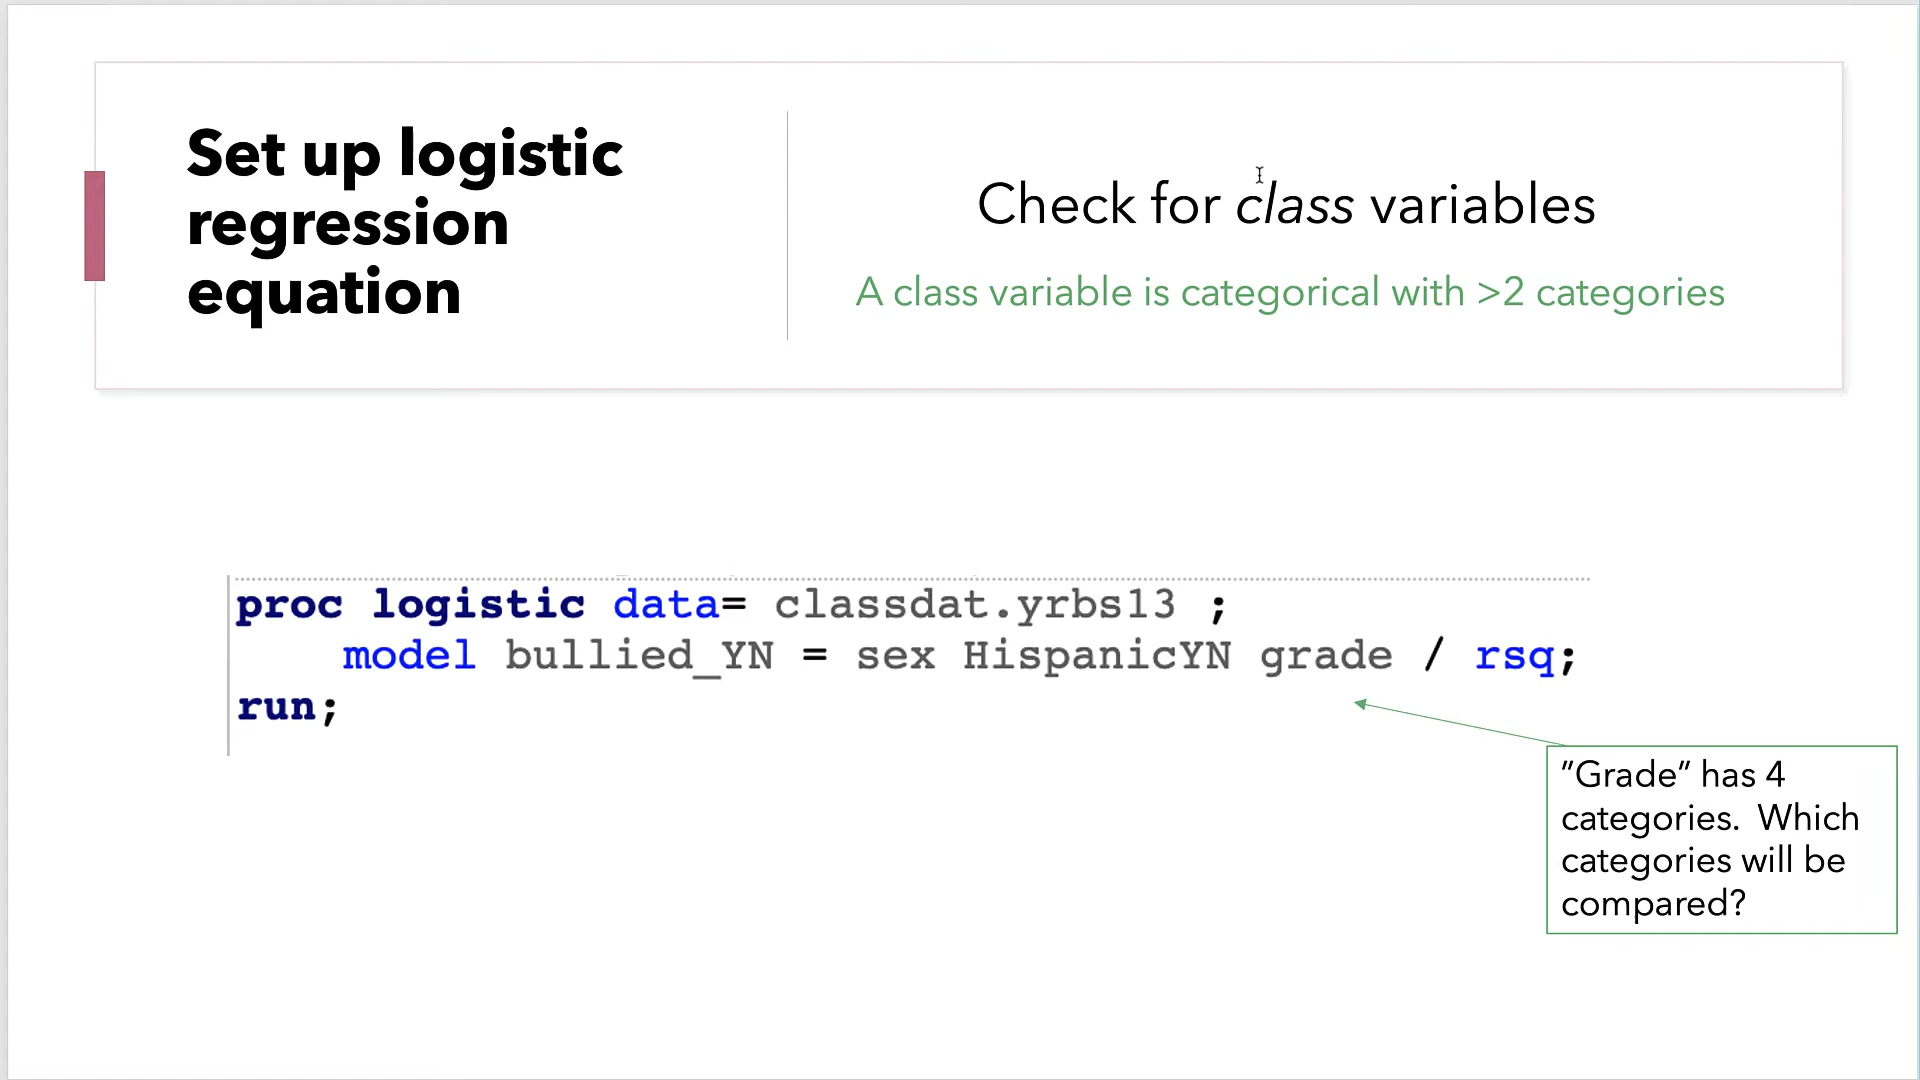 Set up logistic
regression
equation
Check for class variables
A class variable is categorical with >2 categories
proc logistic data= classdat.yrbs13 ;
model bullied_YN = sex HispanicYN grade / rsq;
run;
”Grade” has 4
categories.  Which
categories will be
compared?